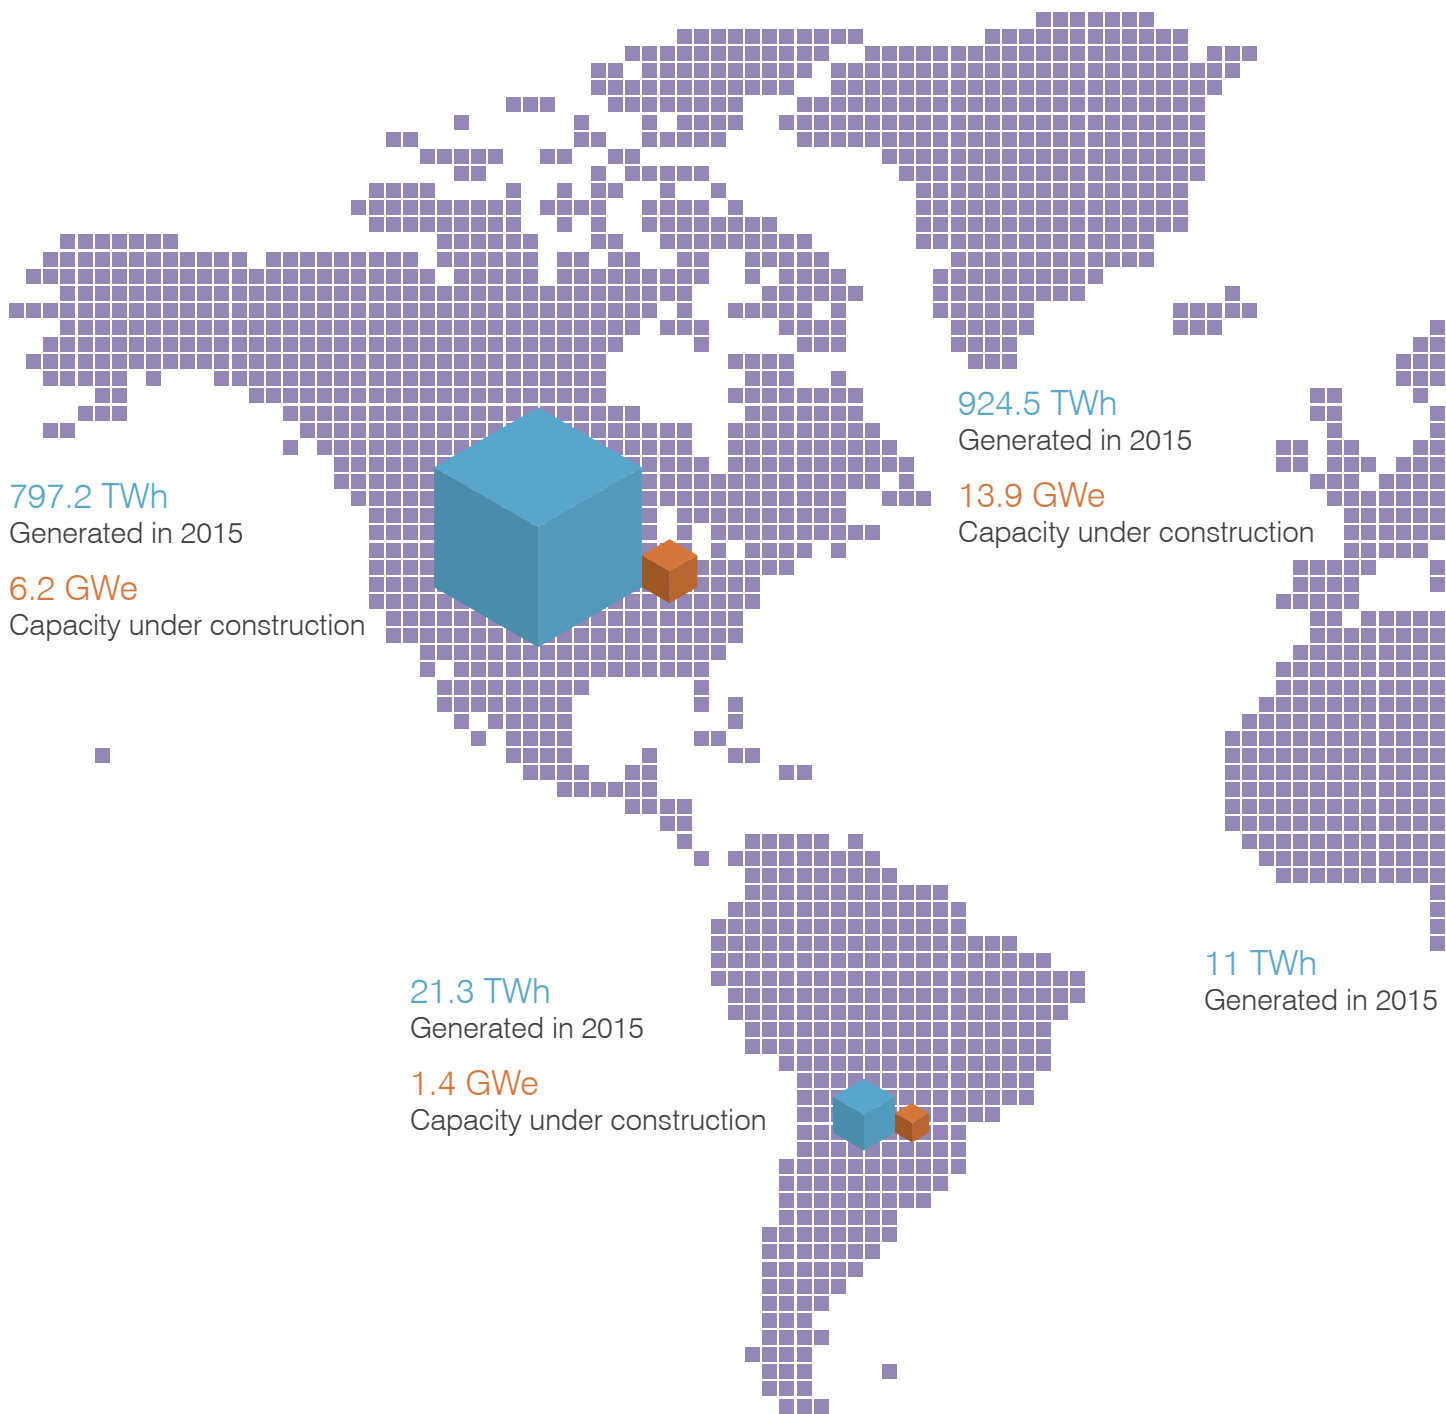 924.5 TWh
Generated in 2015
13.9 GWe
Capacity under construction
797.2 TWh
Generated in 2015
6.2 GWe
Capacity under construction
21.3 TWh
Generated in 2015
1.4 GWe
Capacity under construction
11 TWh
Generated in 2015